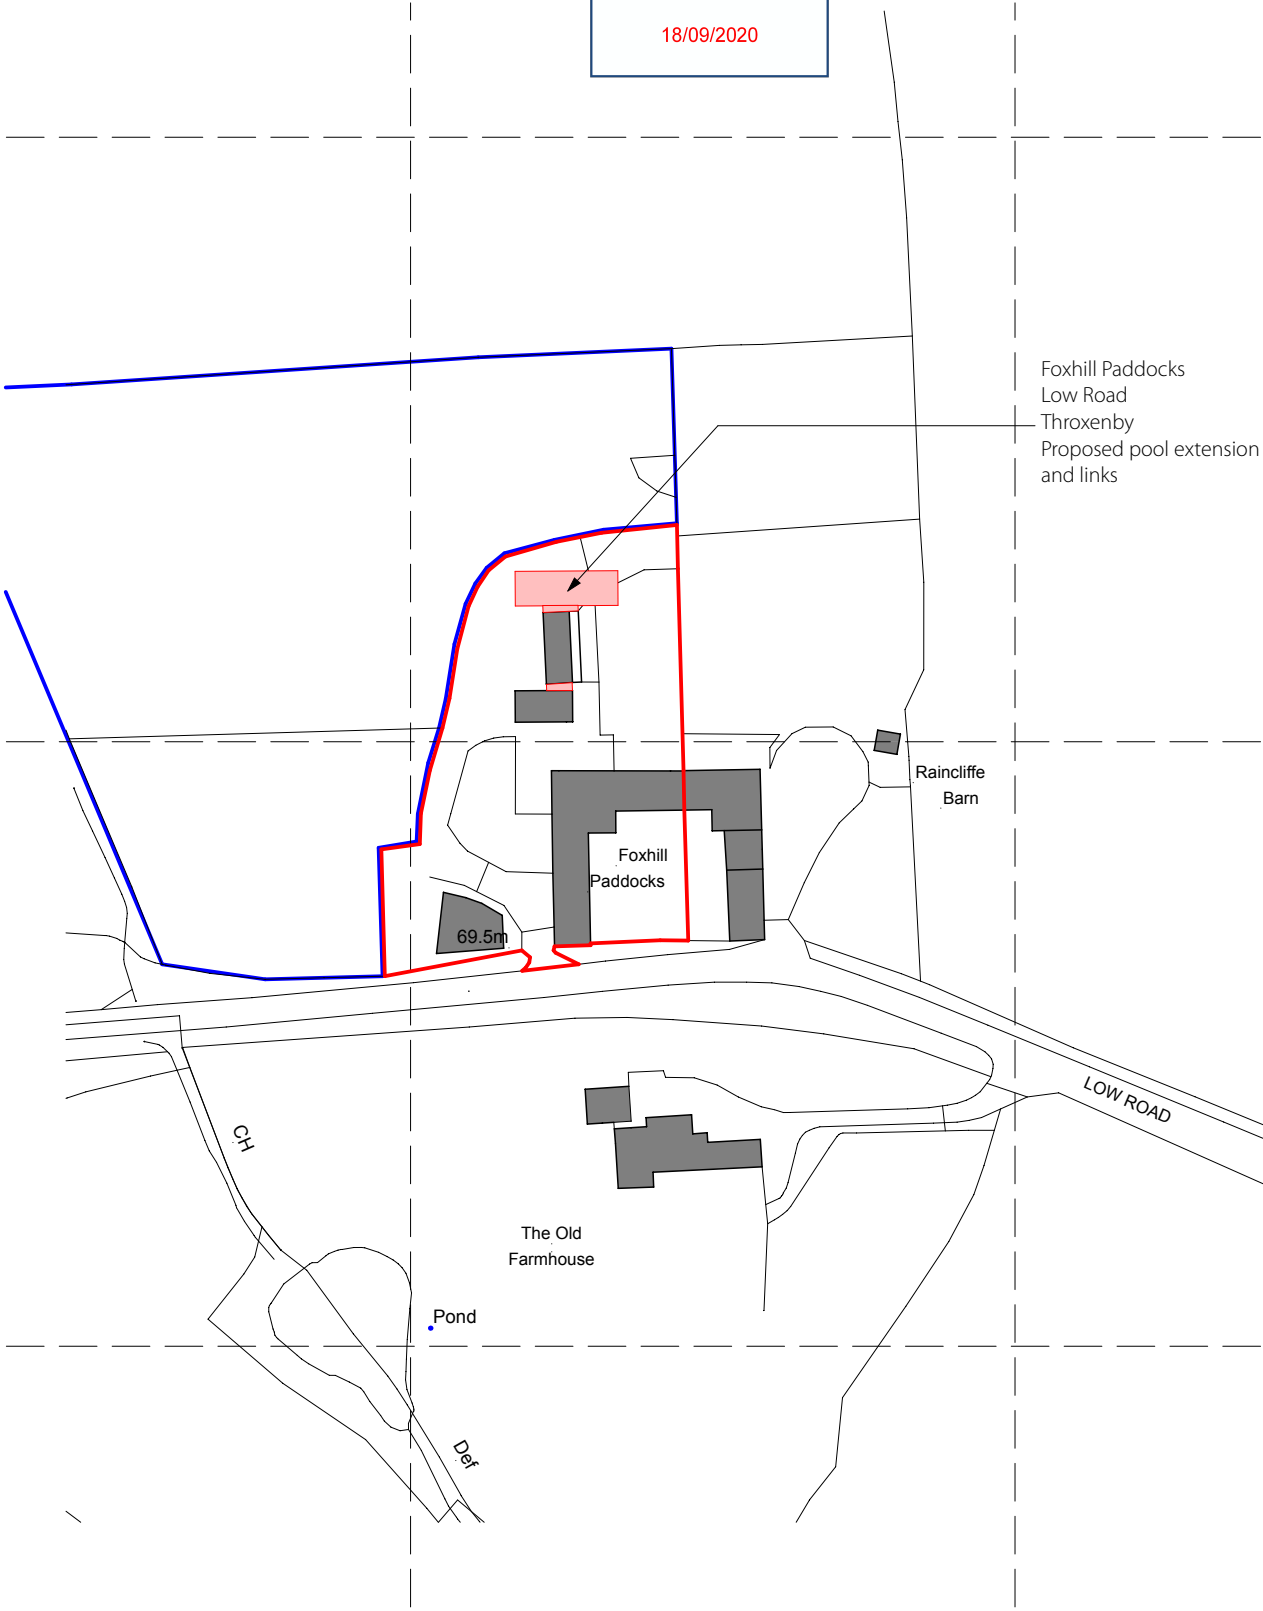 18/09/2020
Foxhill Paddocks
Low Road
Throxenby
Proposed pool extension
and links
Raincliffe
Barn
Foxhill
Paddocks
69.5m
LOW ROAD
CH
The Old
Farmhouse
Pond
Def